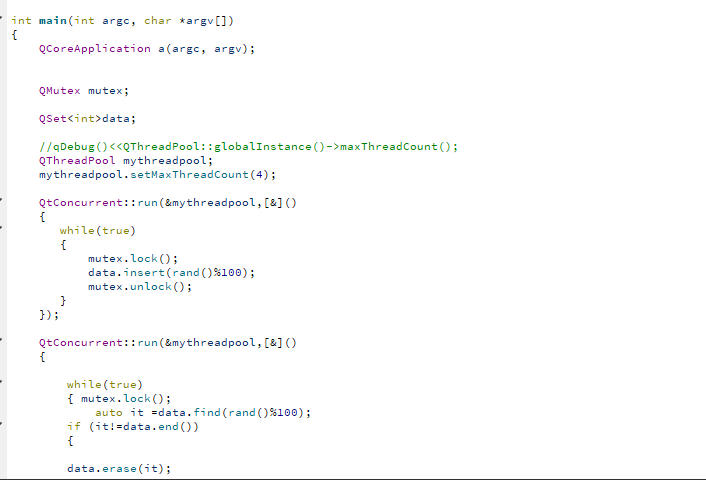 int main(int argc, char *argv[])
{
    QCoreApplication a(argc, argv);
    QMutex mutex;
    QSet<int>data;
    //qDebug()<<QThreadPool::globalInstance()->maxThreadCount();
    QThreadPool mythreadpool;
    mythreadpool.setMaxThreadCount(4);
    QtConcurrent::run(&mythreadpool,[&]()
    {
       while(true)
       {
           mutex.lock();
           data.insert(rand()%100);
           mutex.unlock();
       }
    });
    QtConcurrent::run(&mythreadpool,[&]()
    {
        while(true)
        { mutex.lock();
            auto it =data.find(rand()%100);
        if (it!=data.end())
        {
        data.erase(it);